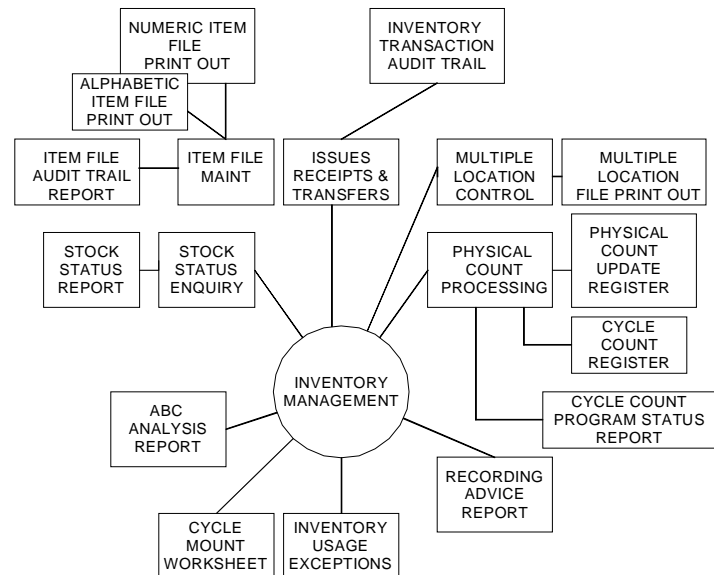 NUMERIC ITEM
FILE
PRINT OUT
INVENTORY
TRANSACTION
AUDIT TRAIL
ALPHABETIC
ITEM FILE
PRINT OUT
ITEM FILE
AUDIT TRAIL
REPORT
ITEM FILE
MAINT
ISSUES
RECEIPTS &
TRANSFERS
MULTIPLE
LOCATION
CONTROL
MULTIPLE
LOCATION
FILE PRINT OUT
STOCK
STATUS
REPORT
STOCK
STATUS
ENQUIRY
PHYSICAL
COUNT
PROCESSING
PHYSICAL
COUNT
UPDATE
REGISTER
CYCLE
COUNT
REGISTER
INVENTORY
MANAGEMENT
ABC
ANALYSIS
REPORT
CYCLE COUNT
PROGRAM STATUS
REPORT
RECORDING
ADVICE
REPORT
CYCLE
MOUNT
WORKSHEET
INVENTORY
USAGE
EXCEPTIONS